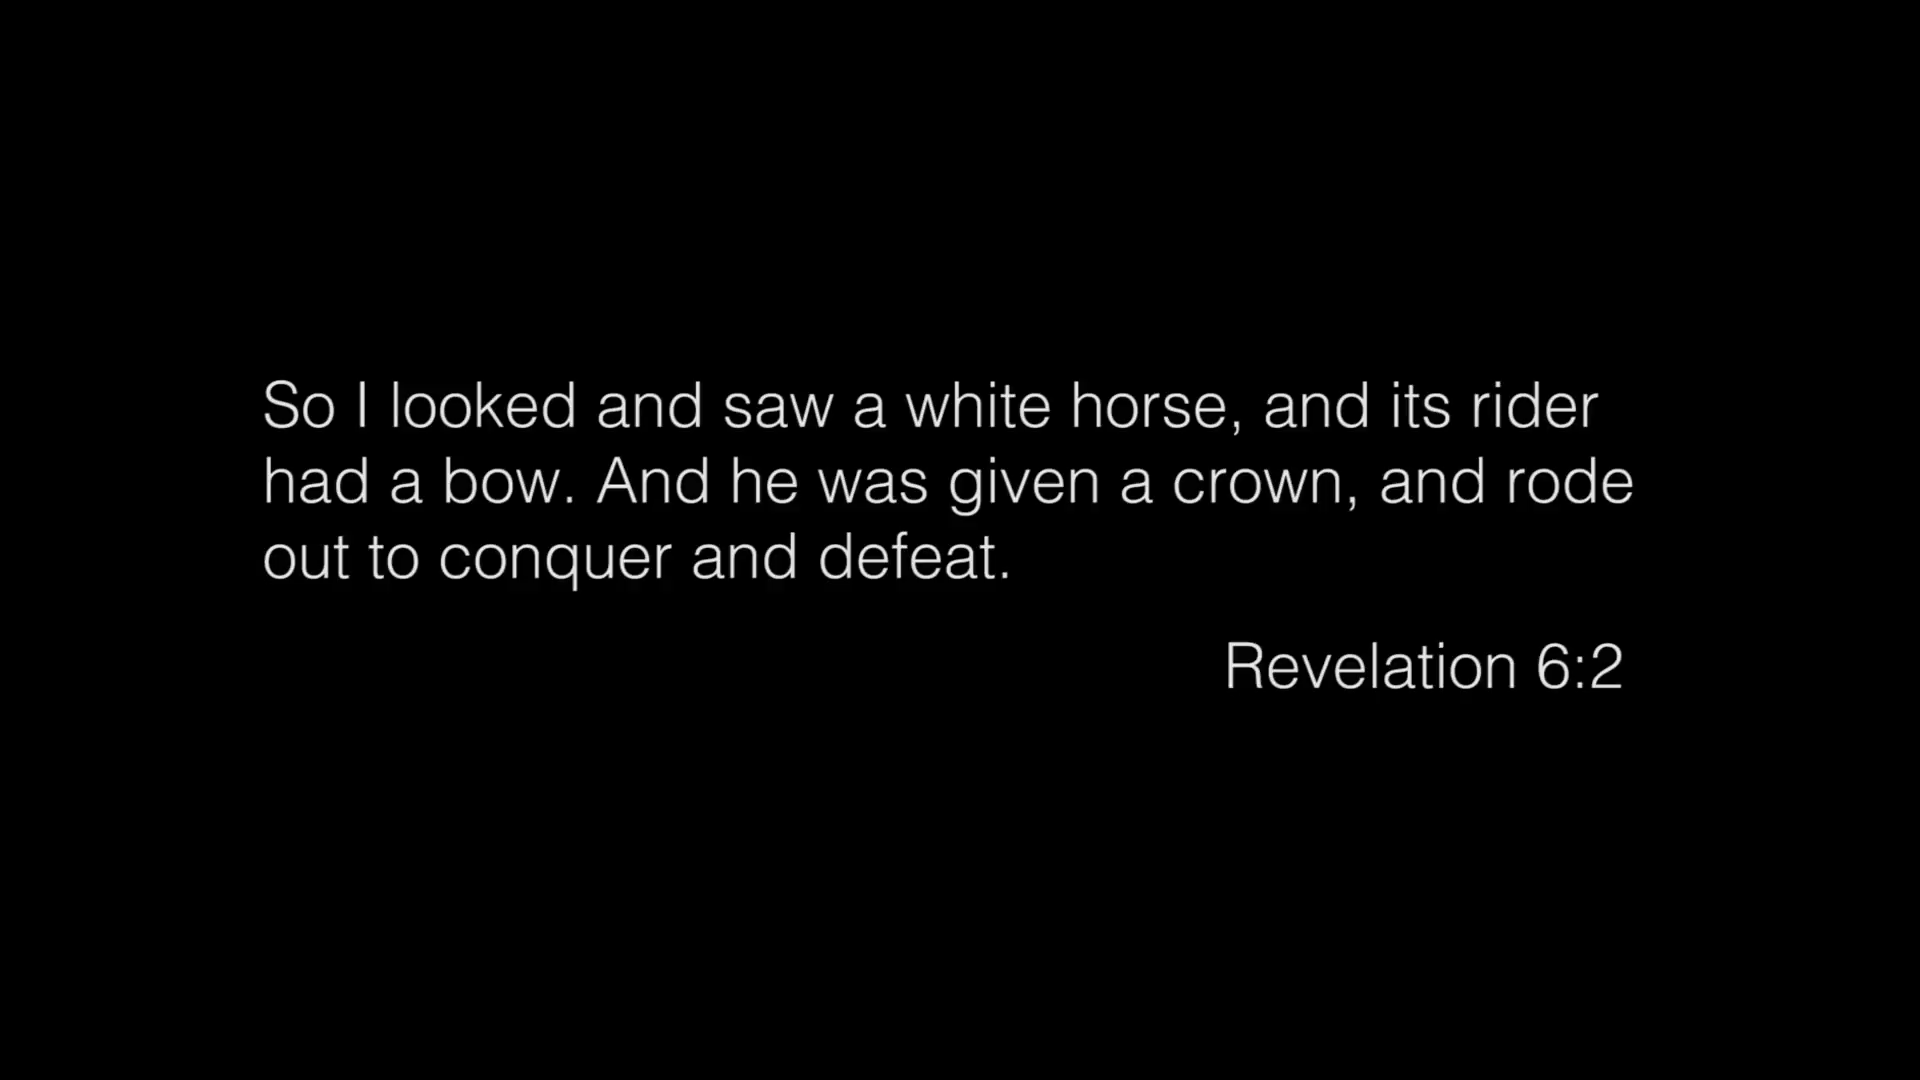 So I looked and saw a white horse, and its rider
had a bow. And he was given a crown, and rode
out to conquer and defeat.
Revelation 6:2